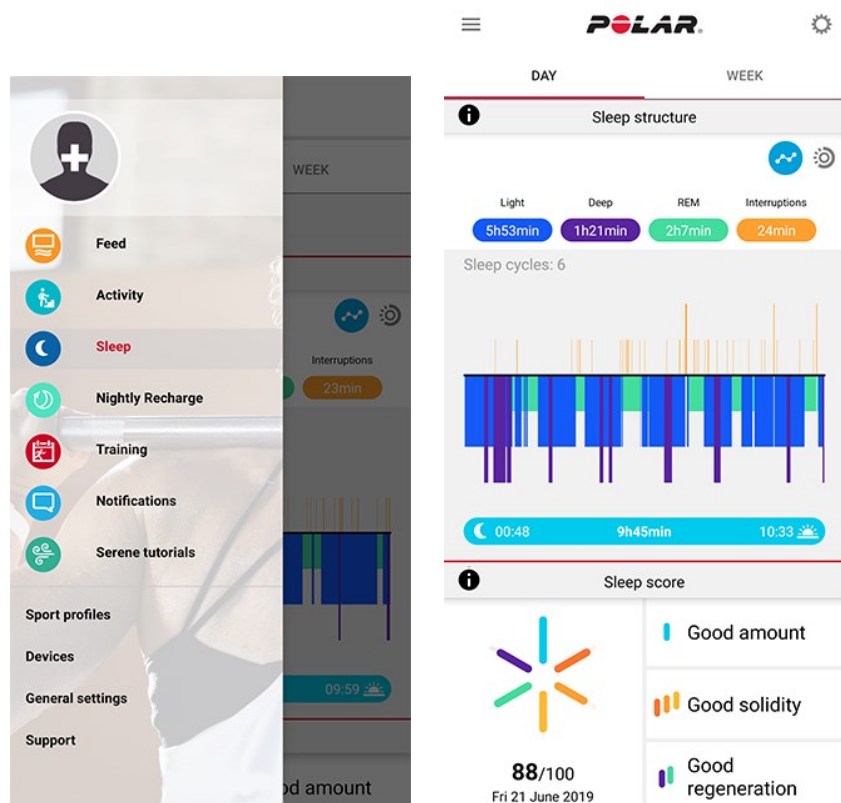 WEEK
Feed
Activity
Sleep
Interruptions
Nightly Recharge
23min
Training
Notifications
Serene tutorials
Sport profiles
Devices
09:59
General settings
Support
od amount
POLAR
DAY WEEK
i Sleep structure
Light Deep REM Interruptions
5h53min 1h21min 2h7min 24min
Sleep cycles: 6
00:48 9h45min 10:33
i Sleep score
Good amount
Good solidity
88/100
Fri 21 June 2019
Good
regeneration